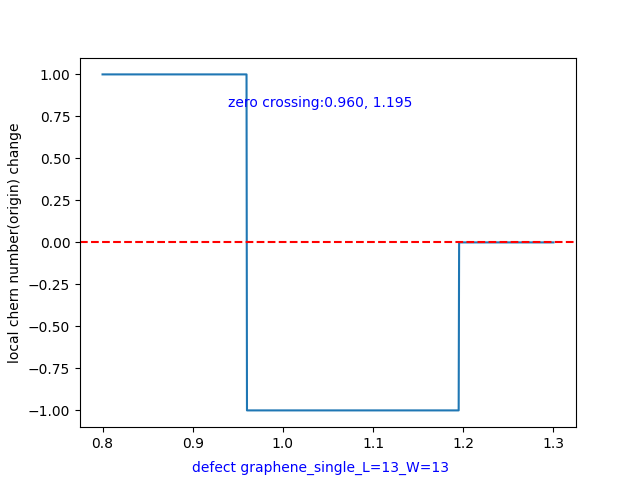 1.00
0.75
0.50
0.25
0.00
−0.25
−0.50
−0.75
−1.00
local chern number(origin) change
zero crossing:0.960, 1.195
0.8 0.9 1.0 1.1 1.2 1.3
defect graphene_single_L=13_W=13